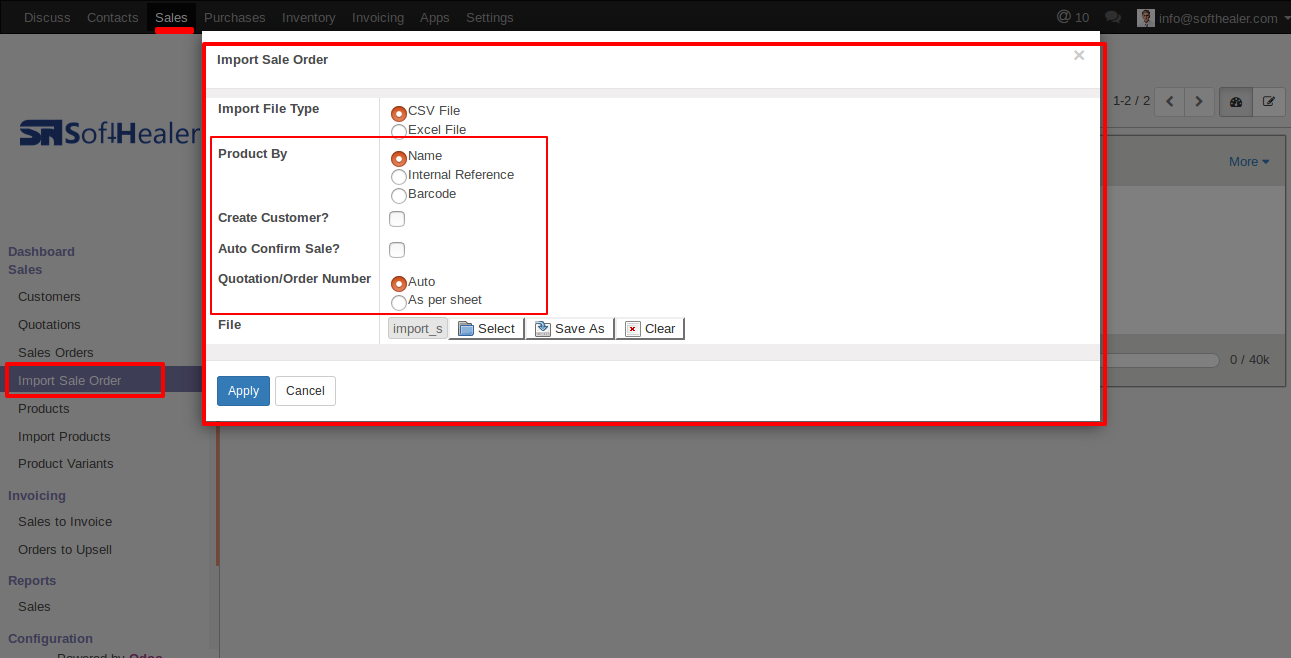 Discuss Contacts Sales Purchases Inventory Invoicing Apps Settings @ 10 info@softhealer.com
Import Sale Order ×
1-2 / 2
SoftHealer
Import File Type
CSV File
Excel File
Product By
Name
Internal Reference
Barcode
More
Create Customer?
Auto Confirm Sale?
Quotation/Order Number
Auto
As per sheet
File import_s Select Save As Clear
0 / 40k
Apply Cancel
Dashboard
Sales
Customers
Quotations
Sales Orders
Import Sale Order
Products
Import Products
Product Variants
Invoicing
Sales to Invoice
Orders to Upsell
Reports
Sales
Configuration
Powered by Odoo